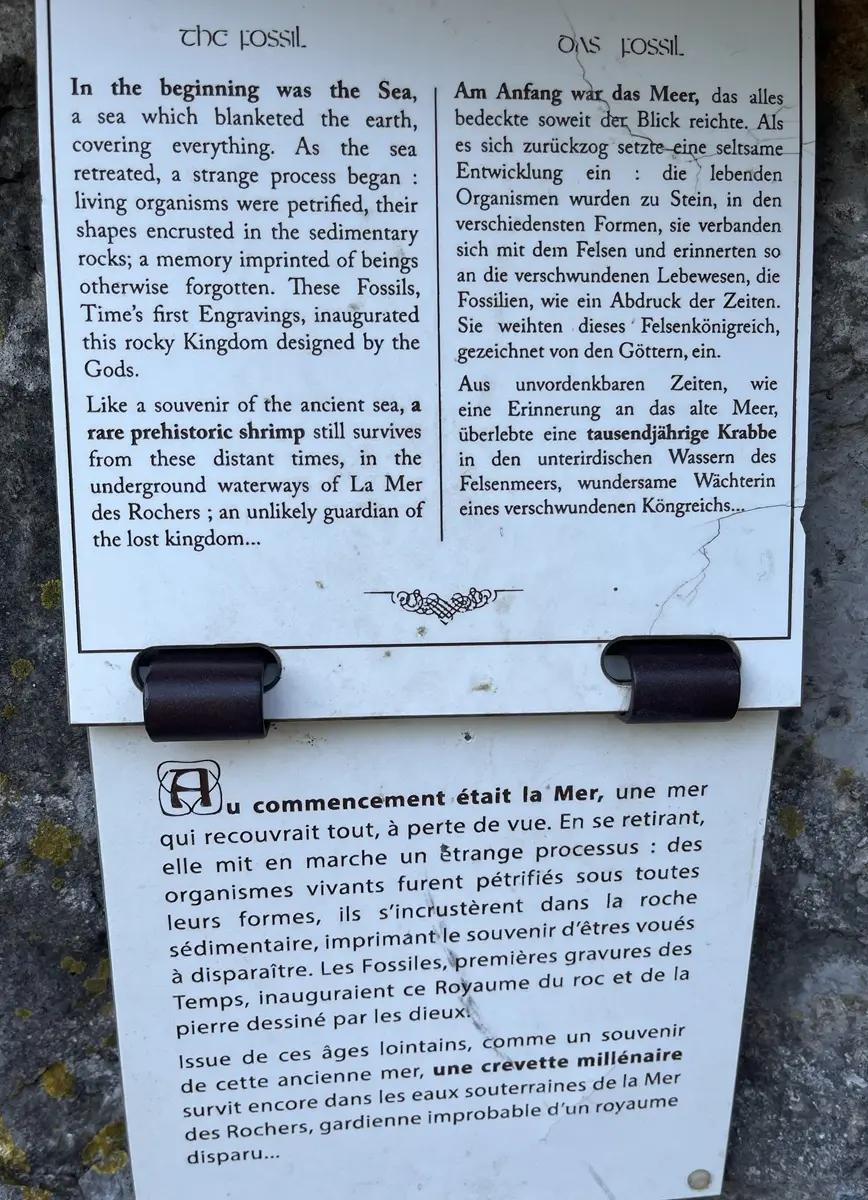 The Fossil
In the beginning was the Sea,
a sea which blanketed the earth,
covering everything. As the sea
retreated, a strange process began :
living organisms were petrified, their
shapes encrusted in the sedimentary
rocks; a memory imprinted of beings
otherwise forgotten. These Fossils,
Time's first Engravings, inaugurated
this rocky Kingdom designed by the
Gods.
Like a souvenir of the ancient sea, a
rare prehistoric shrimp still survives
from these distant times, in the
underground waterways of La Mer
des Rochers ; an unlikely guardian of
the lost kingdom...
Das Fossil
Am Anfang war das Meer, das alles
bedeckte soweit der Blick reichte. Als
es sich zurückzog setzte eine seltsame
Entwicklung ein : die lebenden
Organismen wurden zu Stein, in den
verschiedensten Formen, sie verbanden
sich mit dem Felsen und erinnerten so
an die verschwundenen Lebewesen, die
Fossilien, wie ein Abdruck der Zeiten.
Sie weihten dieses Felsenkönigreich,
gezeichnet von den Göttern, ein.
Aus unvordenkbaren Zeiten, wie
eine Erinnerung an das alte Meer,
überlebte eine tausendjährige Krabbe
in den unterirdischen Wassern des
Felsenmeers, wundersame Wächterin
eines verschwundenen Köngreichs...
Au commencement était la Mer, une mer
qui recouvrait tout, à perte de vue. En se retirant,
elle mit en marche un étrange processus : des
organismes vivants furent pétrifiés sous toutes
leurs formes, ils s'incrustèrent dans la roche
sédimentaire, imprimant le souvenir d'êtres voués
à disparaître. Les Fossiles, premières gravures des
Temps, inauguraient ce Royaume du roc et de la
pierre dessiné par les dieux.
Issue de ces âges lointains, comme un souvenir
de cette ancienne mer, une crevette millénaire
survit encore dans les eaux souterraines de la Mer
des Rochers, gardienne improbable d'un royaume
disparu...